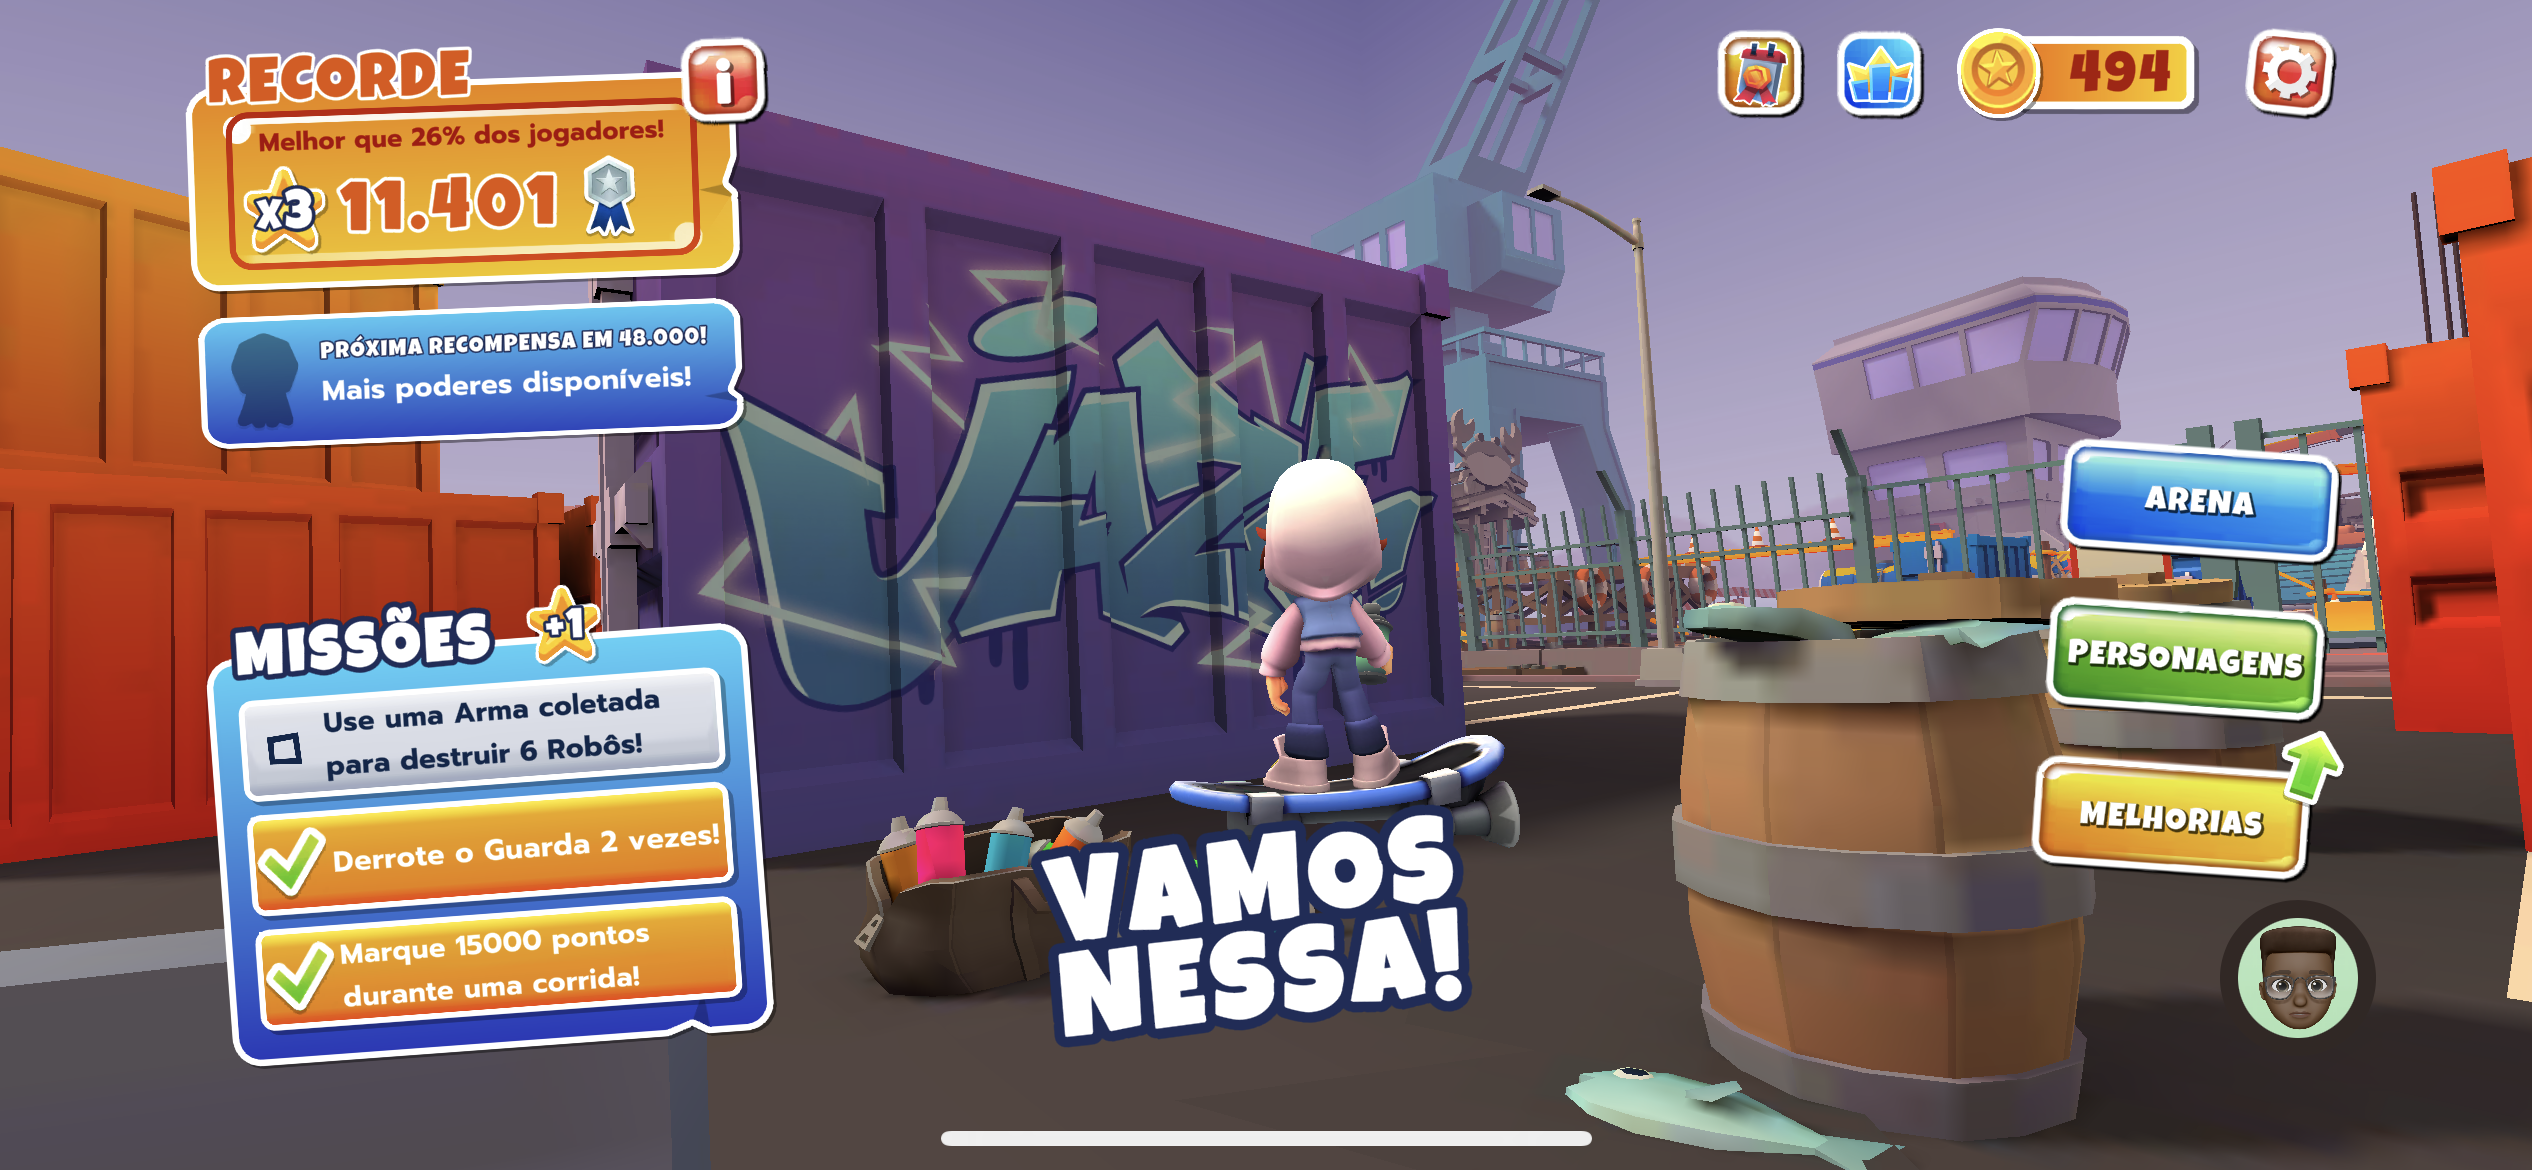 RECORDE
Melhor que 26% dos jogadores!
x3 11.401
PRÓXIMA RECOMPENSA EM 48.000!
Mais poderes disponíveis!
MISSÕES +1
Use uma Arma coletada
para destruir 6 Robôs!
Derrote o Guarda 2 vezes!
Marque 15000 pontos
durante uma corrida!
494
VAMOS
NESSA!
ARENA
PERSONAGENS
MELHORIAS